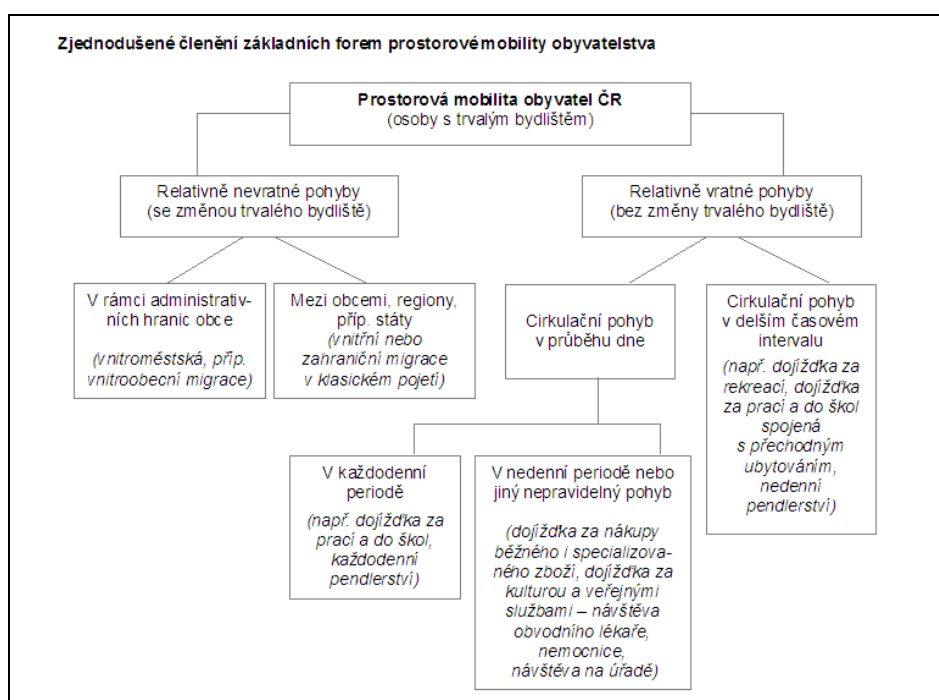 Zjednodušené členění základních forem prostorové mobility obyvatelstva
Prostorová mobilita obyvatel ČR
(osoby s trvalým bydlištěm)
Relativně nevratné pohyby
(se změnou trvalého bydliště)
Relativně vratné pohyby
(bez změny trvalého bydliště)
V rámci administrativ-
ních hranic obce
(vnitroměstská, příp.
vnitroobecní migrace)
Mezi obcemi, regiony,
příp. státy
(vnitřní nebo
zahraniční migrace
v klasickém pojetí)
Cirkulační pohyb
v průběhu dne
Cirkulační pohyb
v delším časovém
intervalu
(např. dojížďka za
rekreací, dojížďka
za prací a do škol
spojená
s přechodným
ubytováním,
nedenní
pendlerství)
V každodenní
periodě
(např. dojížďka za
prací a do škol,
každodenní
pendlerství)
V nedenní periodě nebo
jiný nepravidelný pohyb
(dojížďka za nákupy
běžného i specializova-
ného zboží, dojížďka za
kulturou a veřejnými
službami – návštěva
obvodního lékaře,
nemocnice,
návštěva na úřadě)